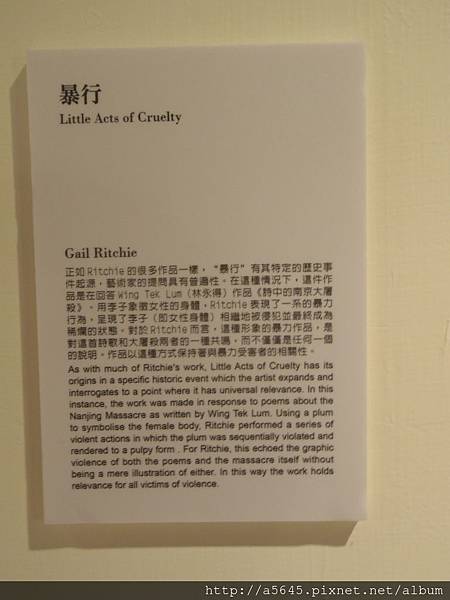 暴行
Little Acts of Cruelty
Gail Ritchie
正如Ritchie的很多作品一樣，“暴行”有其特定的歷史事
件起源，藝術家的提問具有普遍性。在這種情況下，這件作
品是在回答Wing Tek Lum（林永得）作品《詩中的南京大屠
殺》。用李子象徵女性的身體，Ritchie表現了一系的暴力
行為，呈現了李子（即女性身體）相繼地被侵犯並最終成為
稀爛的狀態。對於Ritchie而言，這種形象的暴力作品，是
對這首詩歌和大屠殺兩者的一種共鳴，而不僅僅是任何一個
的說明。作品以這種方式保持著與暴力受害者的相關性。
As with much of Ritchie's work, Little Acts of Cruelty has its
origins in a specific historic event which the artist expands and
interrogates to a point where it has universal relevance. In this
instance, the work was made in response to poems about the
Nanjing Massacre as written by Wing Tek Lum. Using a plum
to symbolise the female body, Ritchie performed a series of
violent actions in which the plum was sequentially violated and
rendered to a pulpy form . For Ritchie, this echoed the graphic
violence of both the poems and the massacre itself without
being a mere illustration of either. In this way the work holds
relevance for all victims of violence.
http://a5645.pixnet.net/album